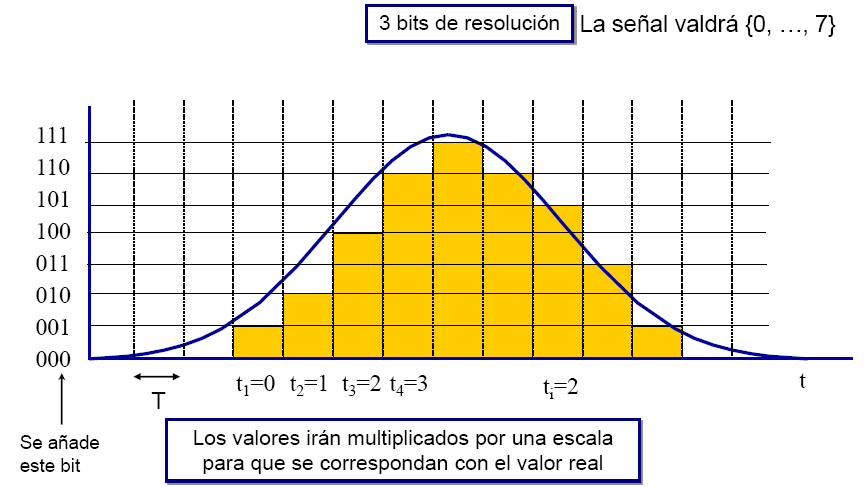 3 bits de resolución
La señal valdrá {0, …, 7}
111
110
101
100
011
010
001
000
t1=0 t2=1 t3=2 t4=3 ti=2 t
T
Se añade
este bit
Los valores irán multiplicados por una escala
para que se correspondan con el valor real